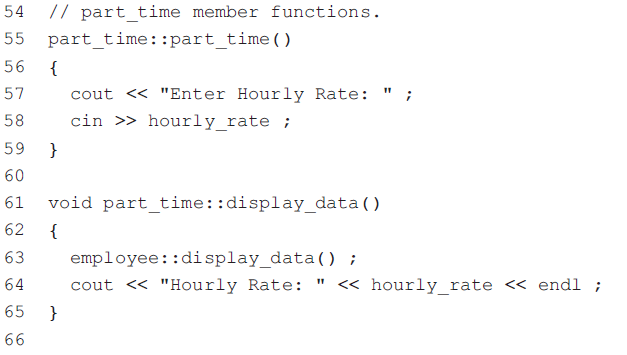 54 // part_time member functions.
55 part_time::part_time()
56 {
57 cout << "Enter Hourly Rate: " ;
58 cin >> hourly_rate ;
59 }
60
61 void part_time::display_data()
62 {
63 employee::display_data() ;
64 cout << "Hourly Rate: " << hourly_rate << endl ;
65 }
66